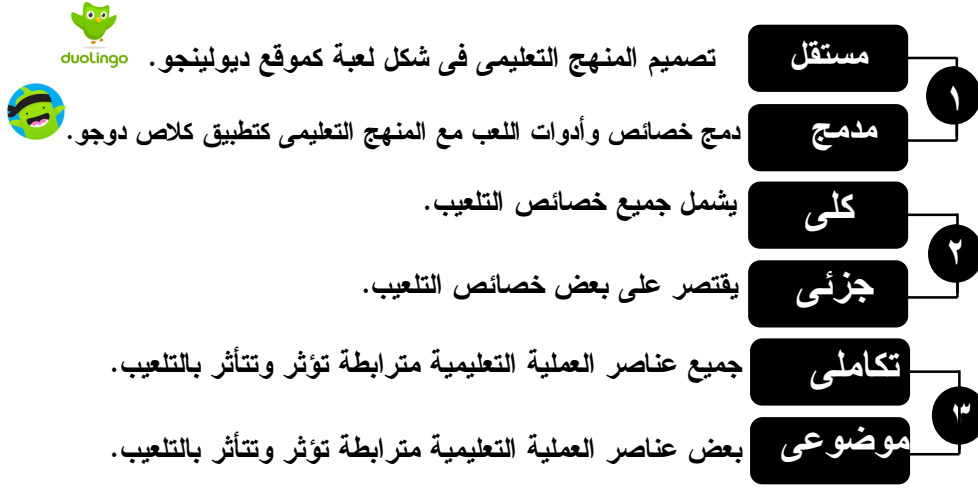 duolingo
مستقل تصميم المنهج التعليمى فى شكل لعبة كموقع ديولينجو.
١
مدمج دمج خصائص وأدوات اللعب مع المنهج التعليمى كتطبيق كلاص دوجو.
كلى يشمل جميع خصائص التلعيب.
٢
جزئى يقتصر على بعض خصائص التلعيب.
تكاملى جميع عناصر العملية التعليمية مترابطة تؤثر وتتأثر بالتلعيب.
٣
موضوعى بعض عناصر العملية التعليمية مترابطة تؤثر وتتأثر بالتلعيب.